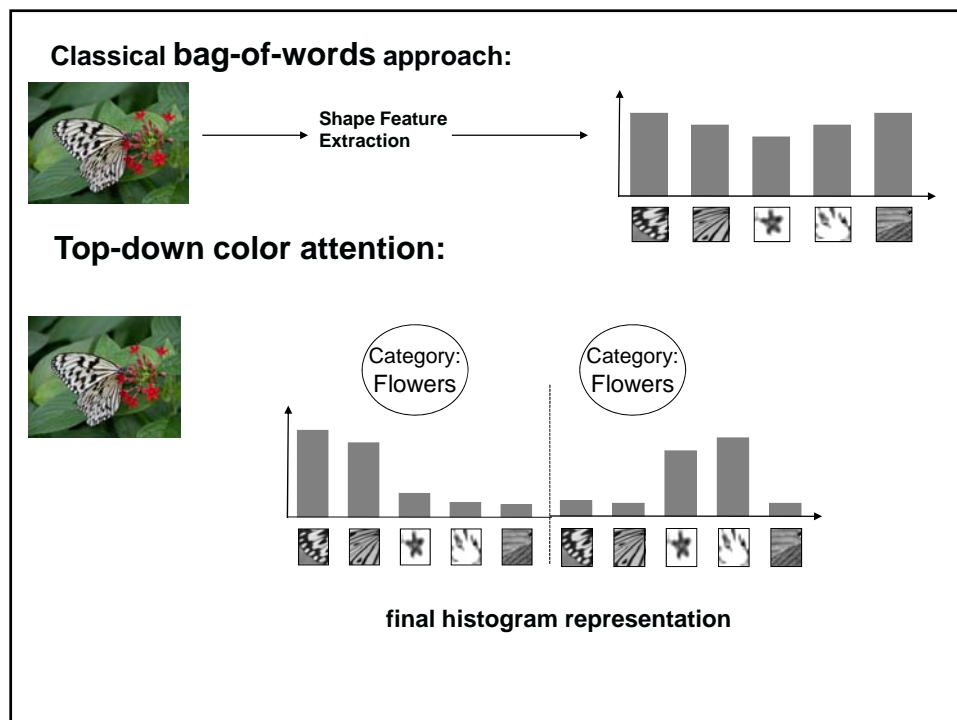 Classical bag-of-words approach:
Shape Feature
Extraction
Top-down color attention:
Category:
Flowers
Category:
Flowers
final histogram representation